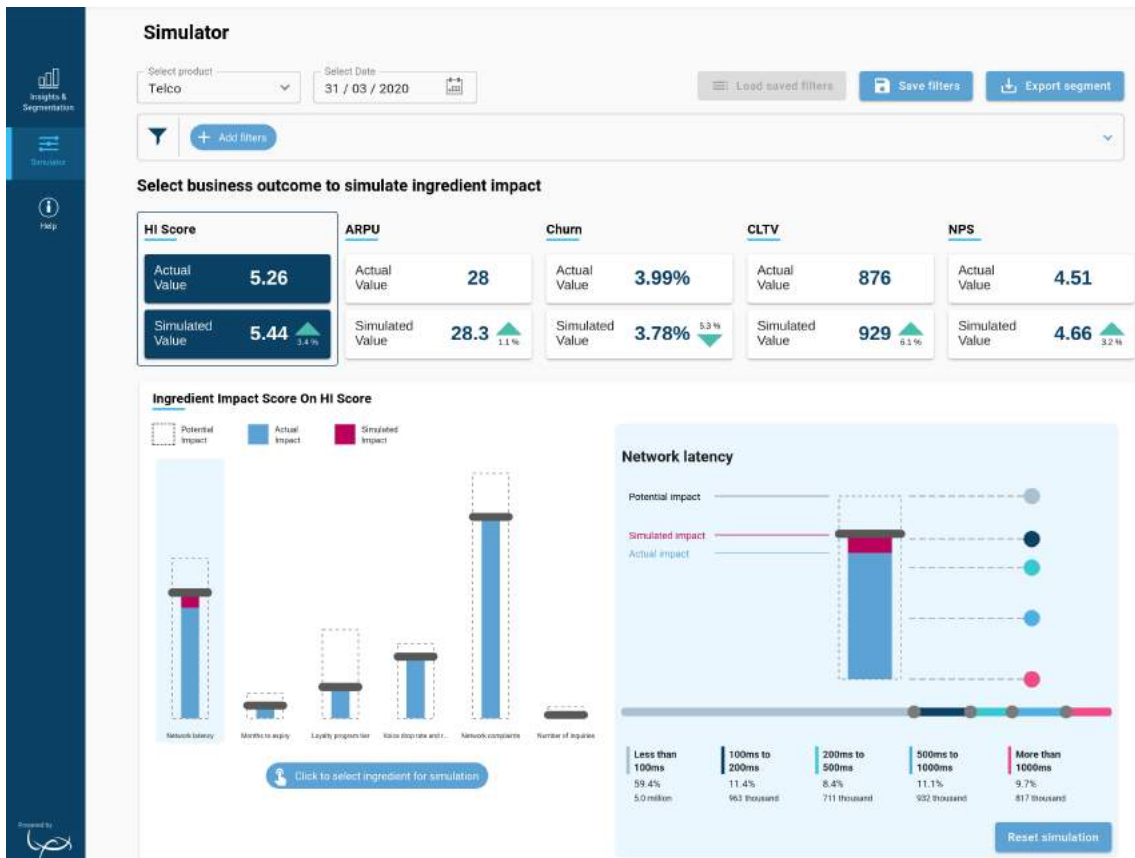 Simulator
Insights &
Segmentation
Simulator
Help
Select product
Telco
Select Date
31 / 03 / 2020
Load saved filters
Save filters
Export segment
Add filters
Select business outcome to simulate ingredient impact
HI Score
ARPU
Churn
CLTV
NPS
Actual
Value
5.26
Actual
Value
28
Actual
Value
3.99%
Actual
Value
876
Actual
Value
4.51
Simulated
Value
5.44
3.4 %
Simulated
Value
28.3
1.1 %
Simulated
Value
3.78%
5.3 %
Simulated
Value
929
6.1 %
Simulated
Value
4.66
3.2 %
Ingredient Impact Score On HI Score
Potential
Impact
Actual
Impact
Simulated
Impact
Network latency
Months to expiry
Loyalty program tier
Voice drop rate and r...
Network complaints
Number of inquiries
Click to select ingredient for simulation
Network latency
Potential impact
Simulated impact
Actual impact
Less than
100ms
59.4%
5.0 million
100ms to
200ms
11.4%
963 thousand
200ms to
500ms
8.4%
711 thousand
500ms to
1000ms
11.1%
932 thousand
More than
1000ms
9.7%
817 thousand
Reset simulation
Powered by